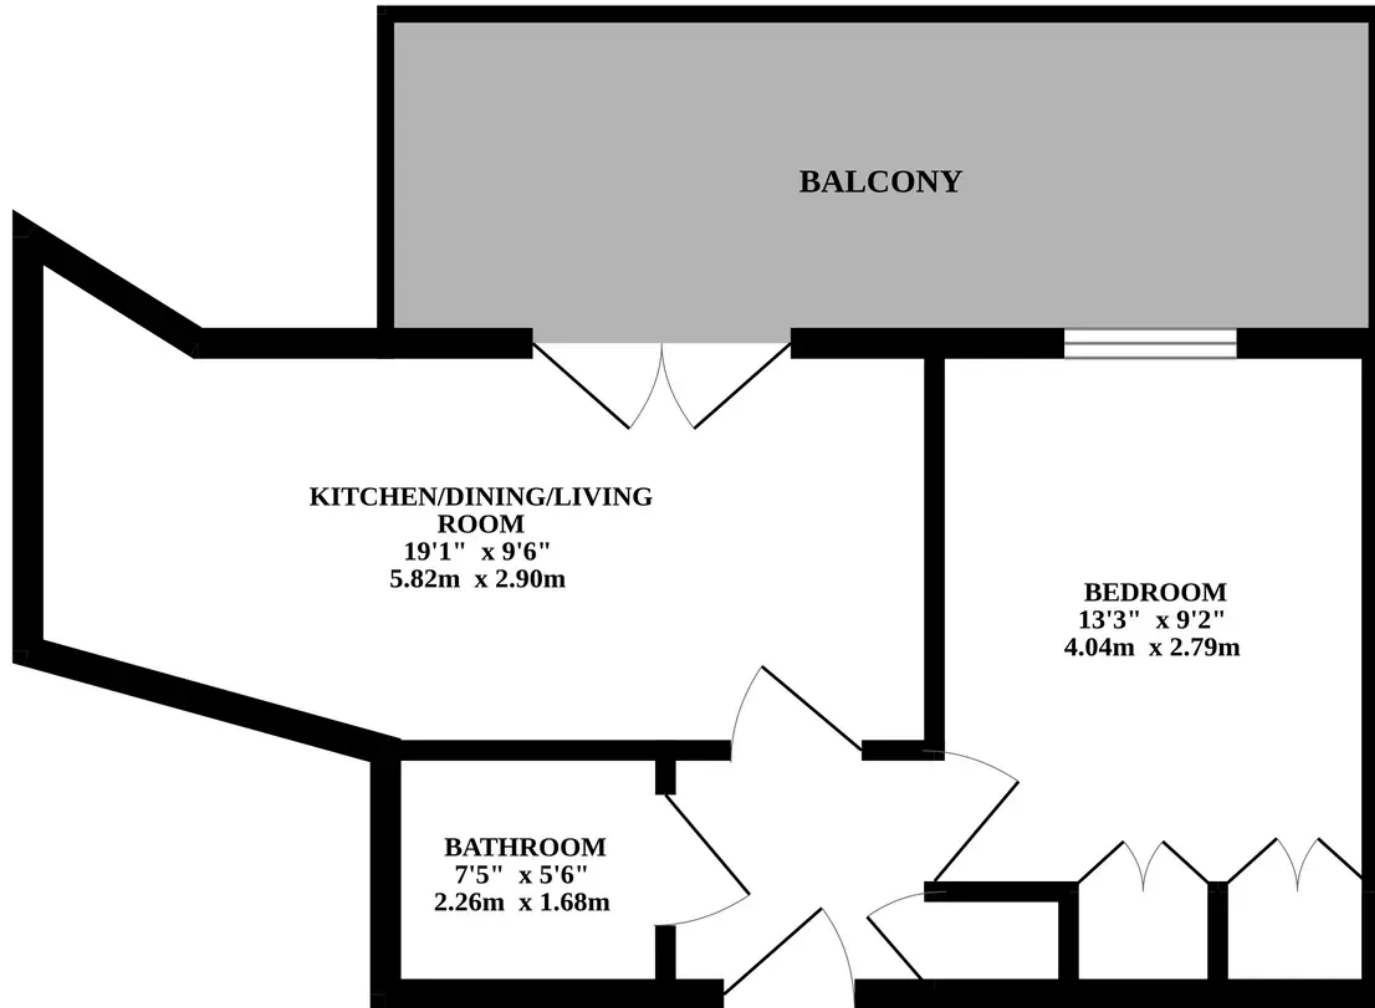 BALCONY
KITCHEN/DINING/LIVING
ROOM
19'1" x 9'6"
5.82m x 2.90m
BEDROOM
13'3" x 9'2"
4.04m x 2.79m
BATHROOM
7'5" x 5'6"
2.26m x 1.68m